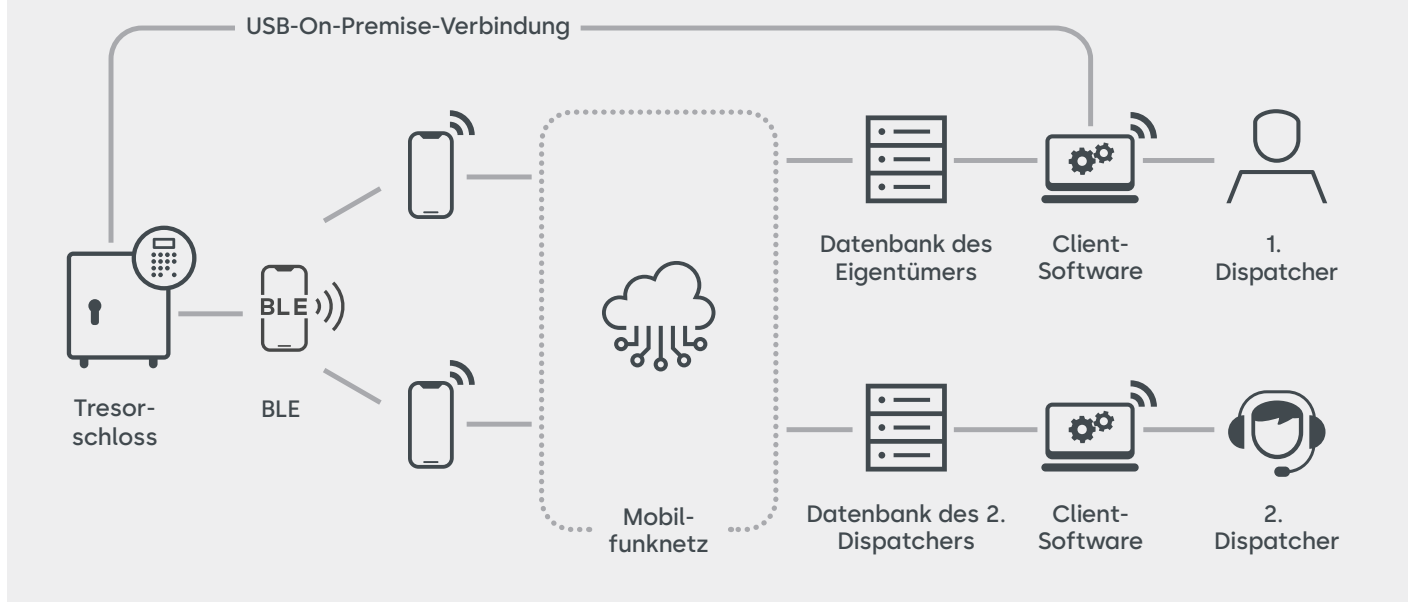 USB-On-Premise-Verbindung
BLE
Tresor-
schloss
BLE
Mobil-
funknetz
Datenbank des
Eigentümers
Client-
Software
1.
Dispatcher
Datenbank des 2.
Dispatchers
Client-
Software
2.
Dispatcher